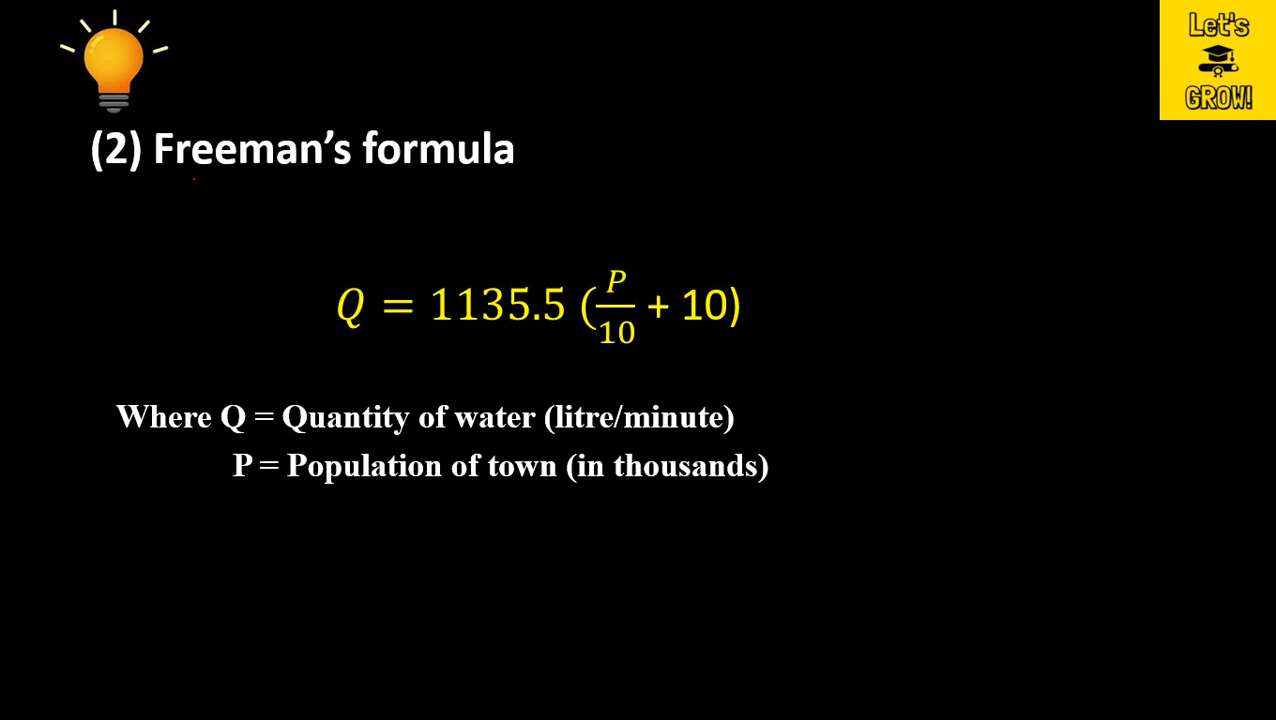 Let's
GROW!
(2) Freeman’s formula
Q = 1135.5 (P/10 + 10)
Where Q = Quantity of water (litre/minute)
P = Population of town (in thousands)